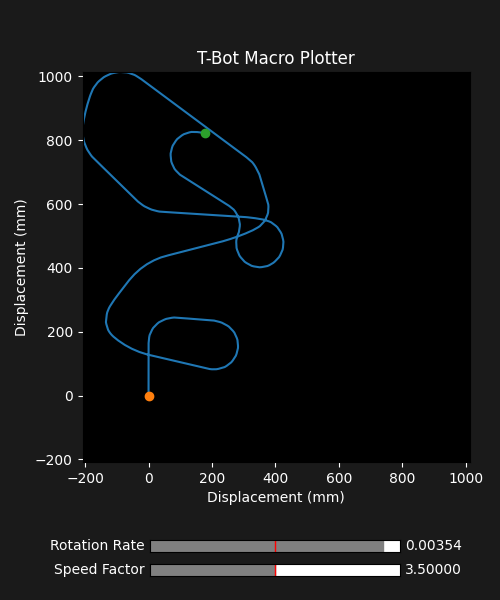 T-Bot Macro Plotter
1000
800
600
400
200
0
−200
Displacement (mm)
−200 0 200 400 600 800 1000
Displacement (mm)
Rotation Rate 0.00354
Speed Factor 3.50000